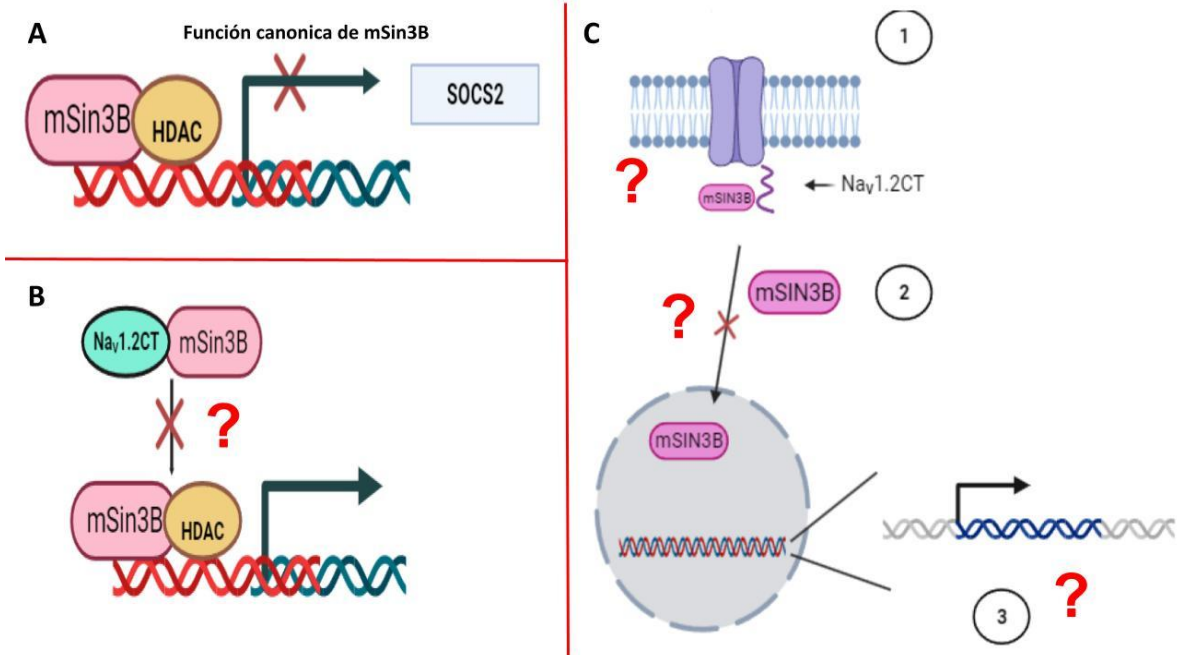 A
Función canonica de mSin3B
mSin3B
HDAC
SOCS2
B
Naᵥ1.2CT
mSin3B
?
mSin3B
HDAC
C
1
?
mSIN3B
Naᵥ1.2CT
?
mSIN3B
2
mSIN3B
?
3